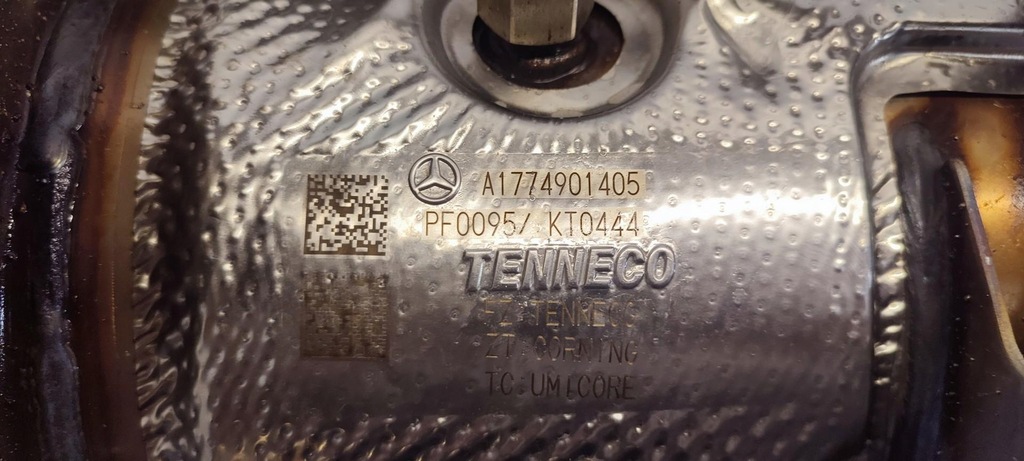 A1774901405
PF0095/ KT0444
TENNECO
FZ TENNECO
ZT CORNING
TC:UMICORE